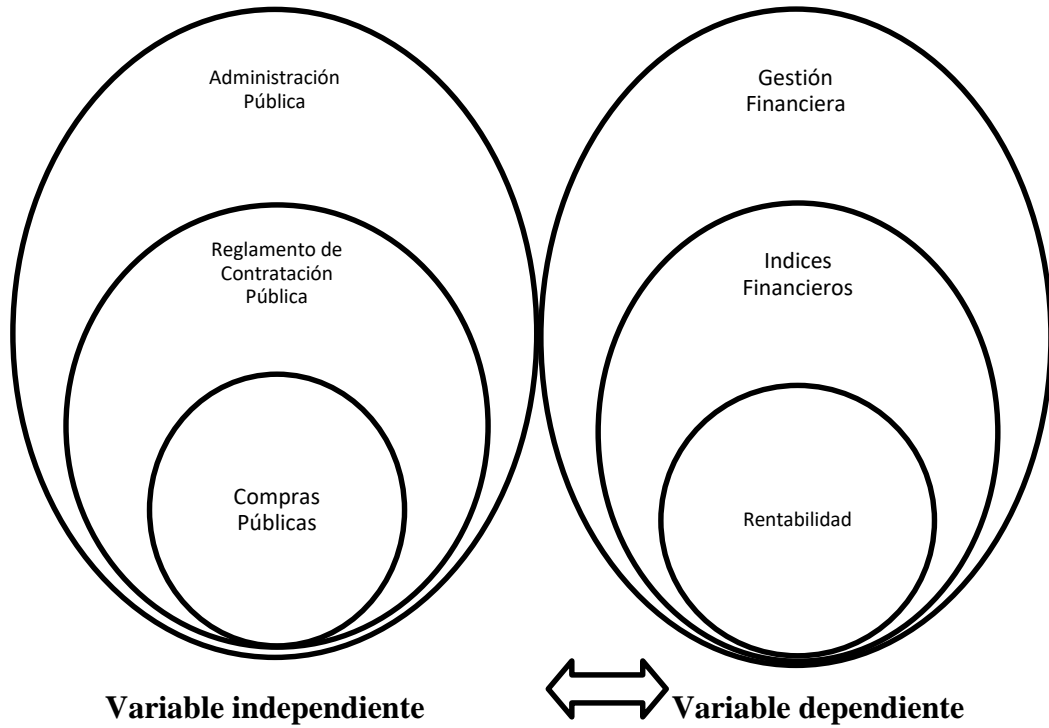 Administración
Pública
Reglamento de
Contratación
Pública
Compras
Públicas
Gestión
Financiera
Indices
Financieros
Rentabilidad
Variable independiente
Variable dependiente